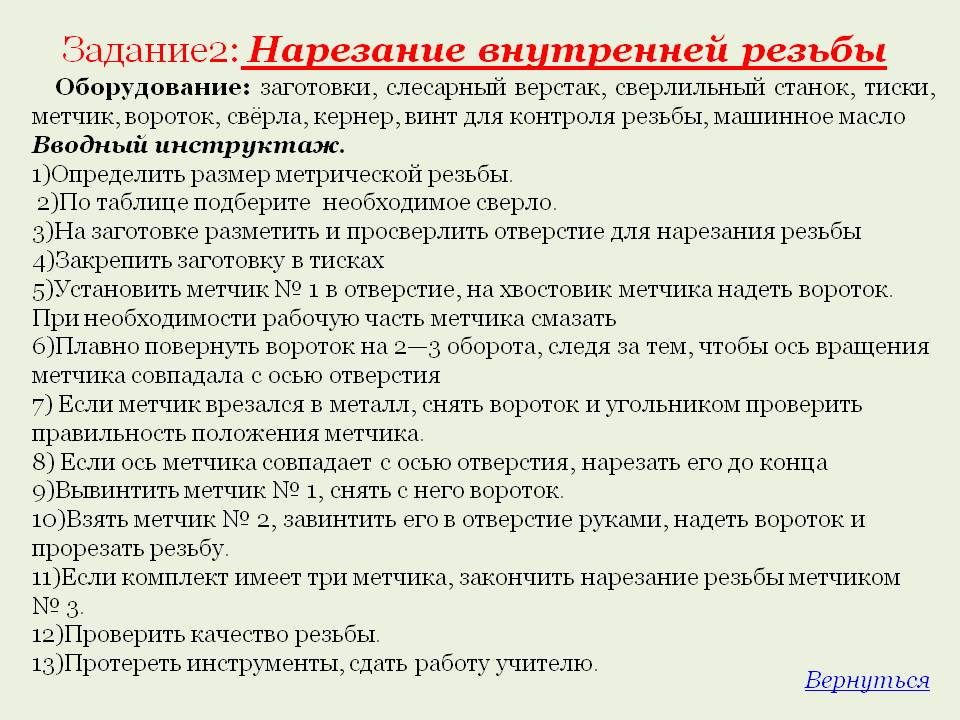 Задание2: Нарезание внутренней резьбы
Оборудование: заготовки, слесарный верстак, сверлильный станок, тиски,
метчик, вороток, свёрла, кернер, винт для контроля резьбы, машинное масло
Вводный инструктаж.
1)Определить размер метрической резьбы.
2)По таблице подберите необходимое сверло.
3)На заготовке разметить и просверлить отверстие для нарезания резьбы
4)Закрепить заготовку в тисках
5)Установить метчик № 1 в отверстие, на хвостовик метчика надеть вороток.
При необходимости рабочую часть метчика смазать
6)Плавно повернуть вороток на 2—3 оборота, следя за тем, чтобы ось вращения
метчика совпадала с осью отверстия
7) Если метчик врезался в металл, снять вороток и угольником проверить
правильность положения метчика.
8) Если ось метчика совпадает с осью отверстия, нарезать его до конца
9)Вывинтить метчик № 1, снять с него вороток.
10)Взять метчик № 2, завинтить его в отверстие руками, надеть вороток и
прорезать резьбу.
11)Если комплект имеет три метчика, закончить нарезание резьбы метчиком
№ 3.
12)Проверить качество резьбы.
13)Протереть инструменты, сдать работу учителю.
Вернуться